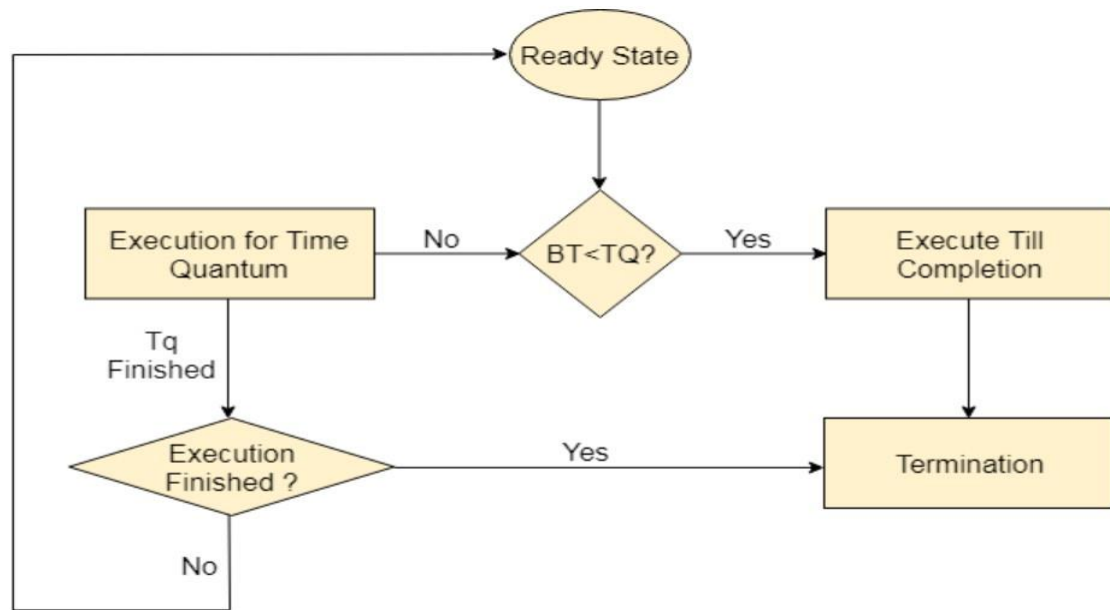 Ready State
Execution for Time
Quantum
No
BT<TQ?
Yes
Execute Till
Completion
Tq
Finished
Execution
Finished ?
Yes
Termination
No